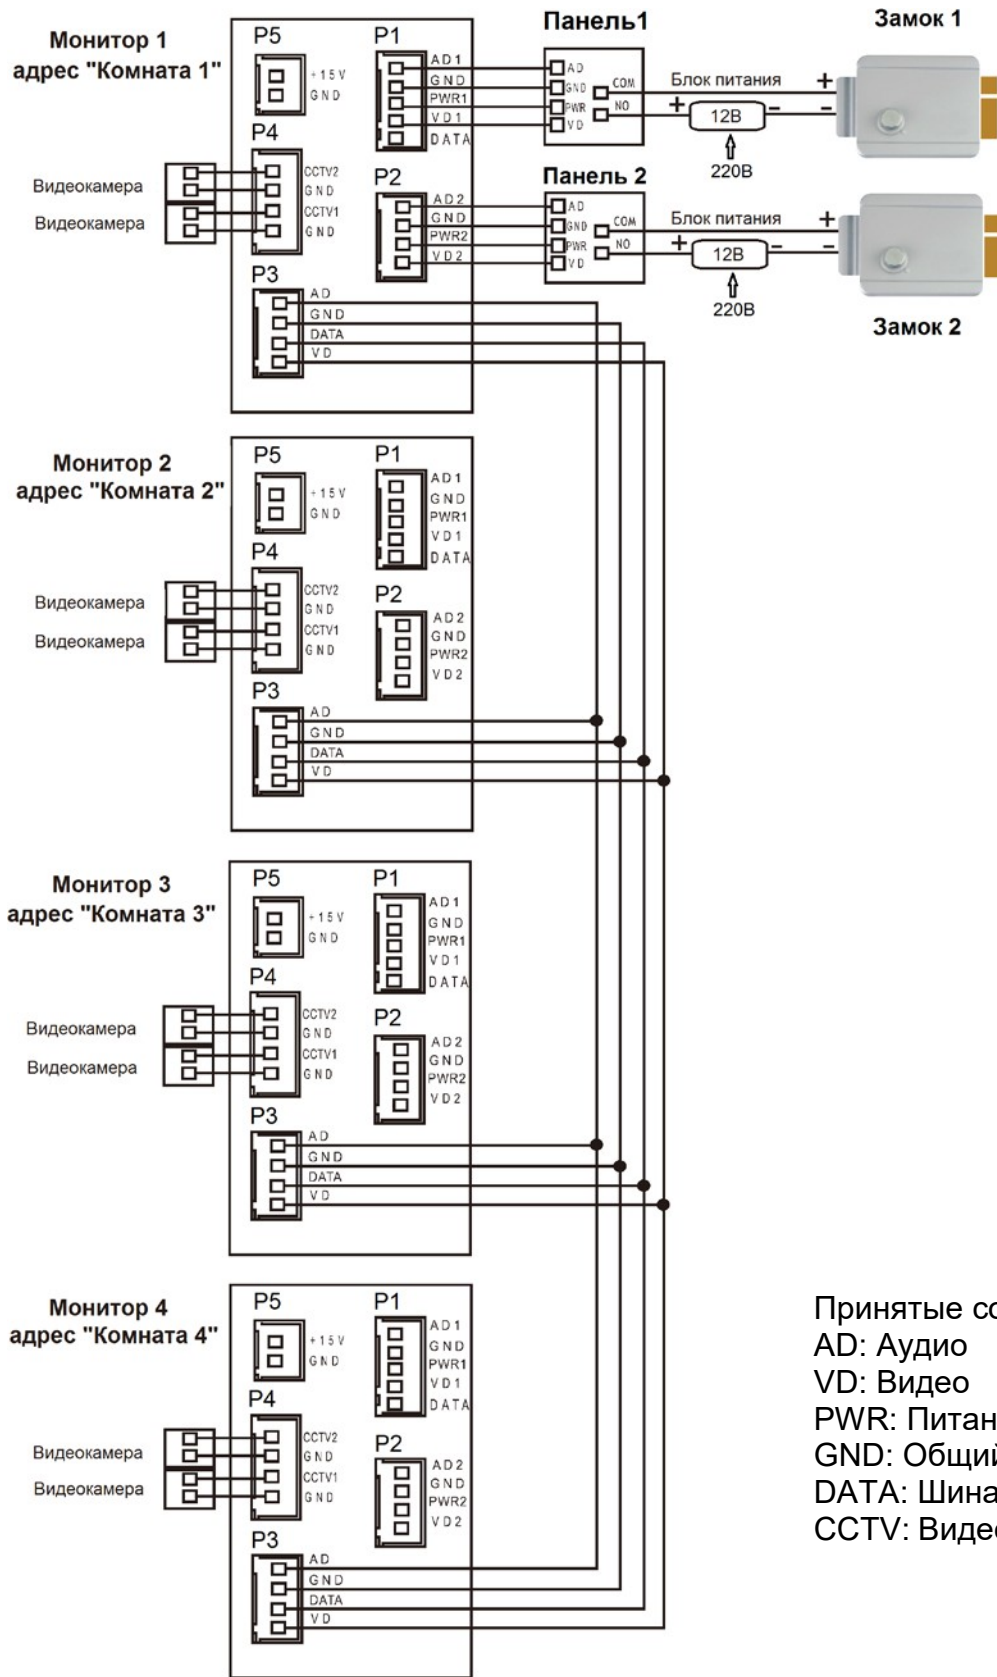 Монитор 1
адрес "Комната 1"
P5
+15V
GND
P1
AD1
GND
PWR1
VD1
DATA
P4
CCTV2
GND
CCTV1
GND
Видеокамера
Видеокамера
P2
AD2
GND
PWR2
VD2
P3
AD
GND
DATA
VD
Панель1
AD
GND
PWR
VD
COM
NO
Блок питания
+
12В
-
220В
+
-
Замок 1
Панель 2
AD
GND
PWR
VD
COM
NO
Блок питания
+
12В
-
220В
+
-
Замок 2
Монитор 2
адрес "Комната 2"
P5
+15V
GND
P1
AD1
GND
PWR1
VD1
DATA
P4
CCTV2
GND
CCTV1
GND
Видеокамера
Видеокамера
P2
AD2
GND
PWR2
VD2
P3
AD
GND
DATA
VD
Монитор 3
адрес "Комната 3"
P5
+15V
GND
P1
AD1
GND
PWR1
VD1
DATA
P4
CCTV2
GND
CCTV1
GND
Видеокамера
Видеокамера
P2
AD2
GND
PWR2
VD2
P3
AD
GND
DATA
VD
Монитор 4
адрес "Комната 4"
P5
+15V
GND
P1
AD1
GND
PWR1
VD1
DATA
P4
CCTV2
GND
CCTV1
GND
Видеокамера
Видеокамера
P2
AD2
GND
PWR2
VD2
P3
AD
GND
DATA
VD
Принятые со
AD: Аудио
VD: Видео
PWR: Питан
GND: Общий
DATA: Шина
CCTV: Виде